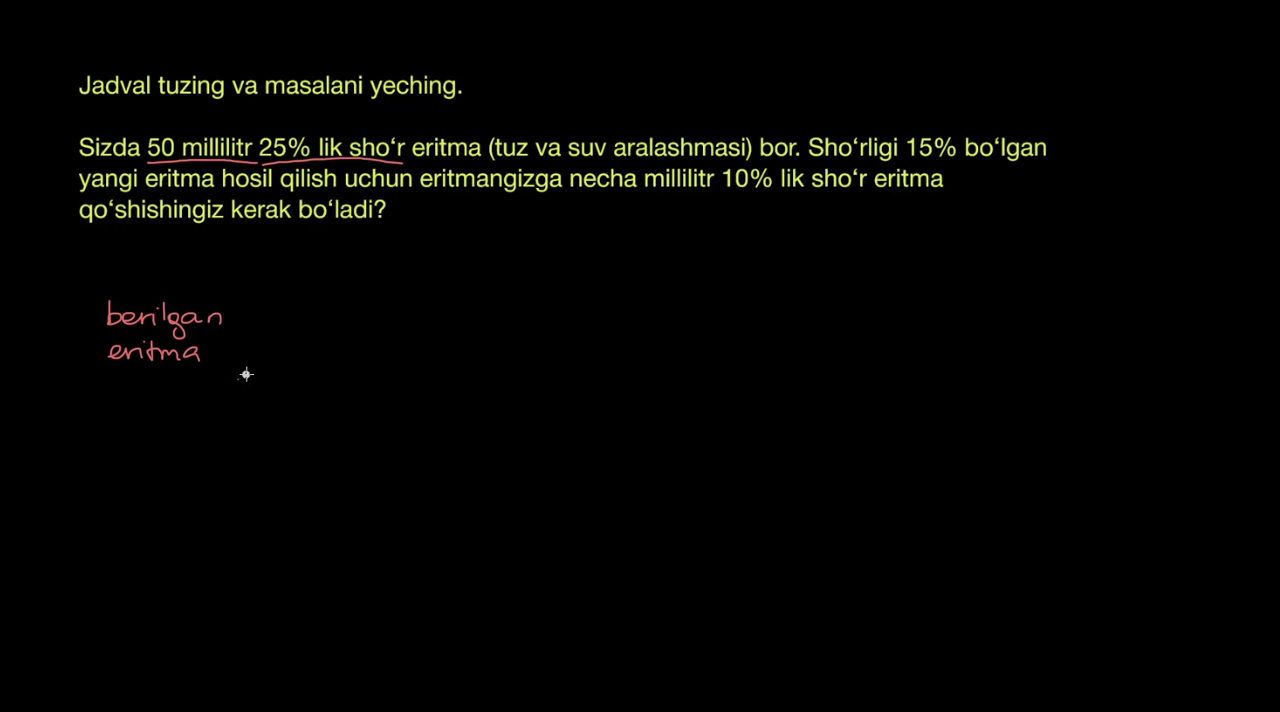 Jadval tuzing va masalani yeching.
Sizda 50 millilitr 25% lik sho‘r eritma (tuz va suv aralashmasi) bor. Sho‘rligi 15% bo‘lgan
yangi eritma hosil qilish uchun eritmangizga necha millilitr 10% lik sho‘r eritma
qo‘shishingiz kerak bo‘ladi?
berilgan
eritma